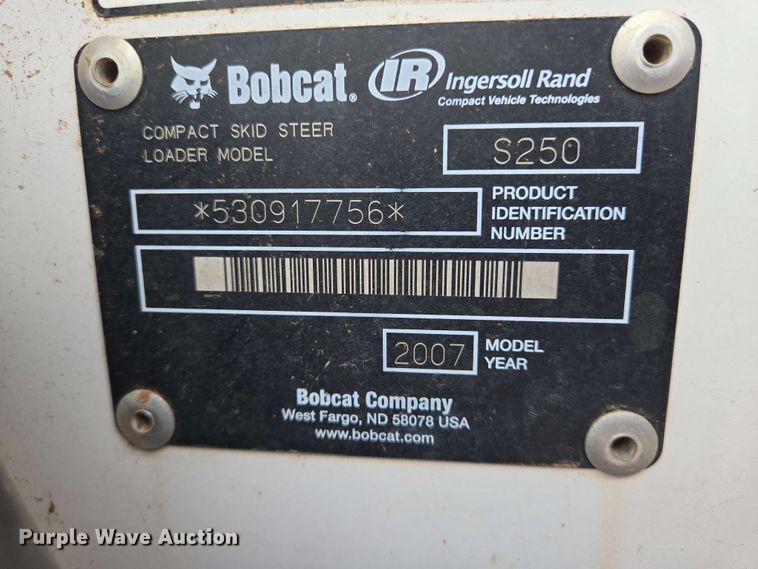 Bobcat® IR Ingersoll Rand
Compact Vehicle Technologies
COMPACT SKID STEER
LOADER MODEL
S250
*530917756*
PRODUCT
IDENTIFICATION
NUMBER
2007
MODEL
YEAR
Bobcat Company
West Fargo, ND 58078 USA
www.bobcat.com
Purple Wave Auction